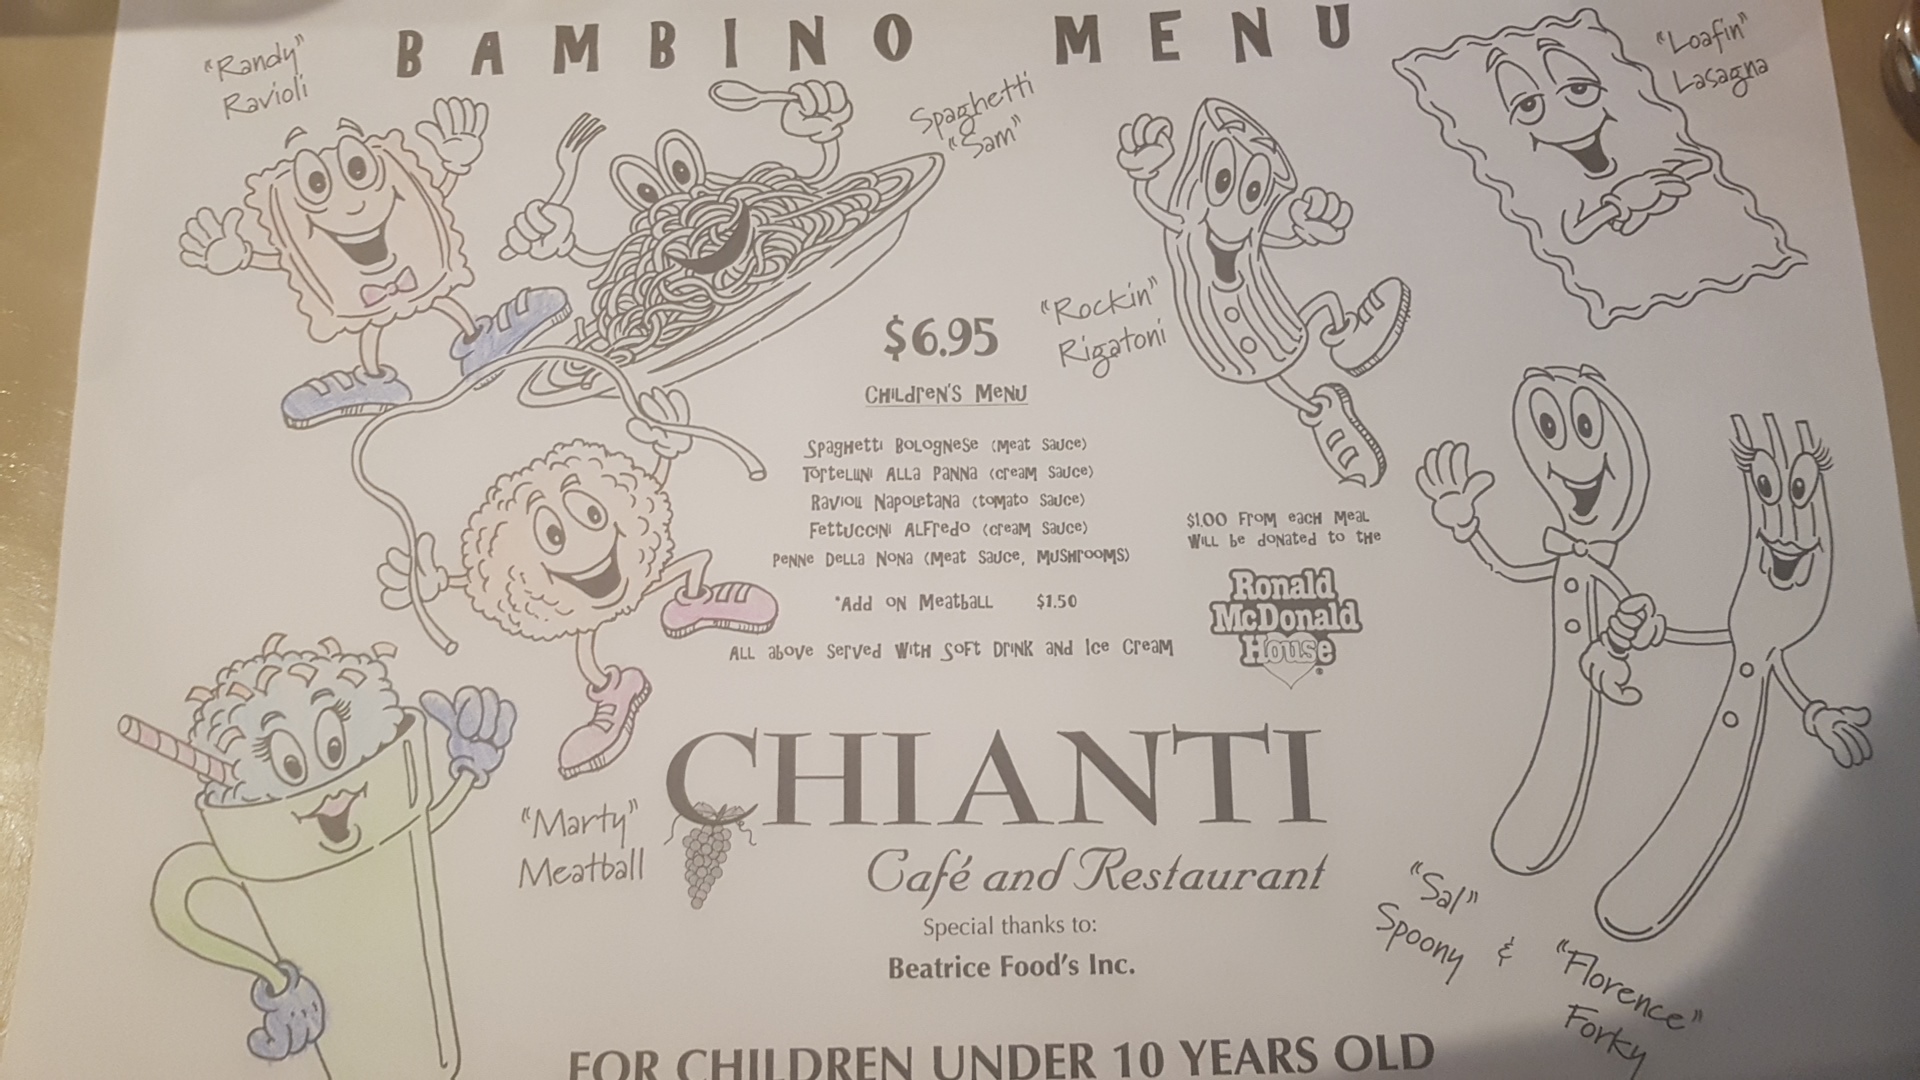 BAMBINO MENU
"Randy"
Ravioli
Spaghetti
"Sam"
"Loafin"
Lasagna
"Rockin"
Rigatoni
$6.95
Children's Menu
Spaghetti Bolognese (Meat Sauce)
Tortellini Alla Panna (cream Sauce)
Ravioli Napoletana (tomato Sauce)
Fettuccini Alfredo (cream Sauce)
Penne Della Nona (Meat Sauce, Mushrooms)
*Add on Meatball $1.50
All above Served With Soft Drink and Ice Cream
$1.00 From each Meal
Will be donated to the
Ronald
McDonald
House®
"Marty"
Meatball
CHIANTI
Café and Restaurant
Special thanks to:
Beatrice Food's Inc.
"Sal"
Spoony &
"Florence"
Forky
FOR CHILDREN UNDER 10 YEARS OLD